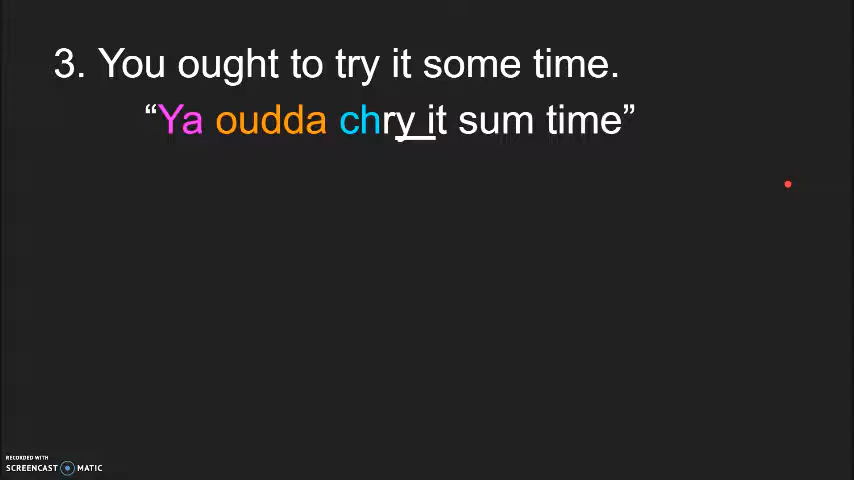 3. You ought to try it some time.
“Ya oudda chry it sum time”
RECORDED WITH
SCREENCAST MATIC